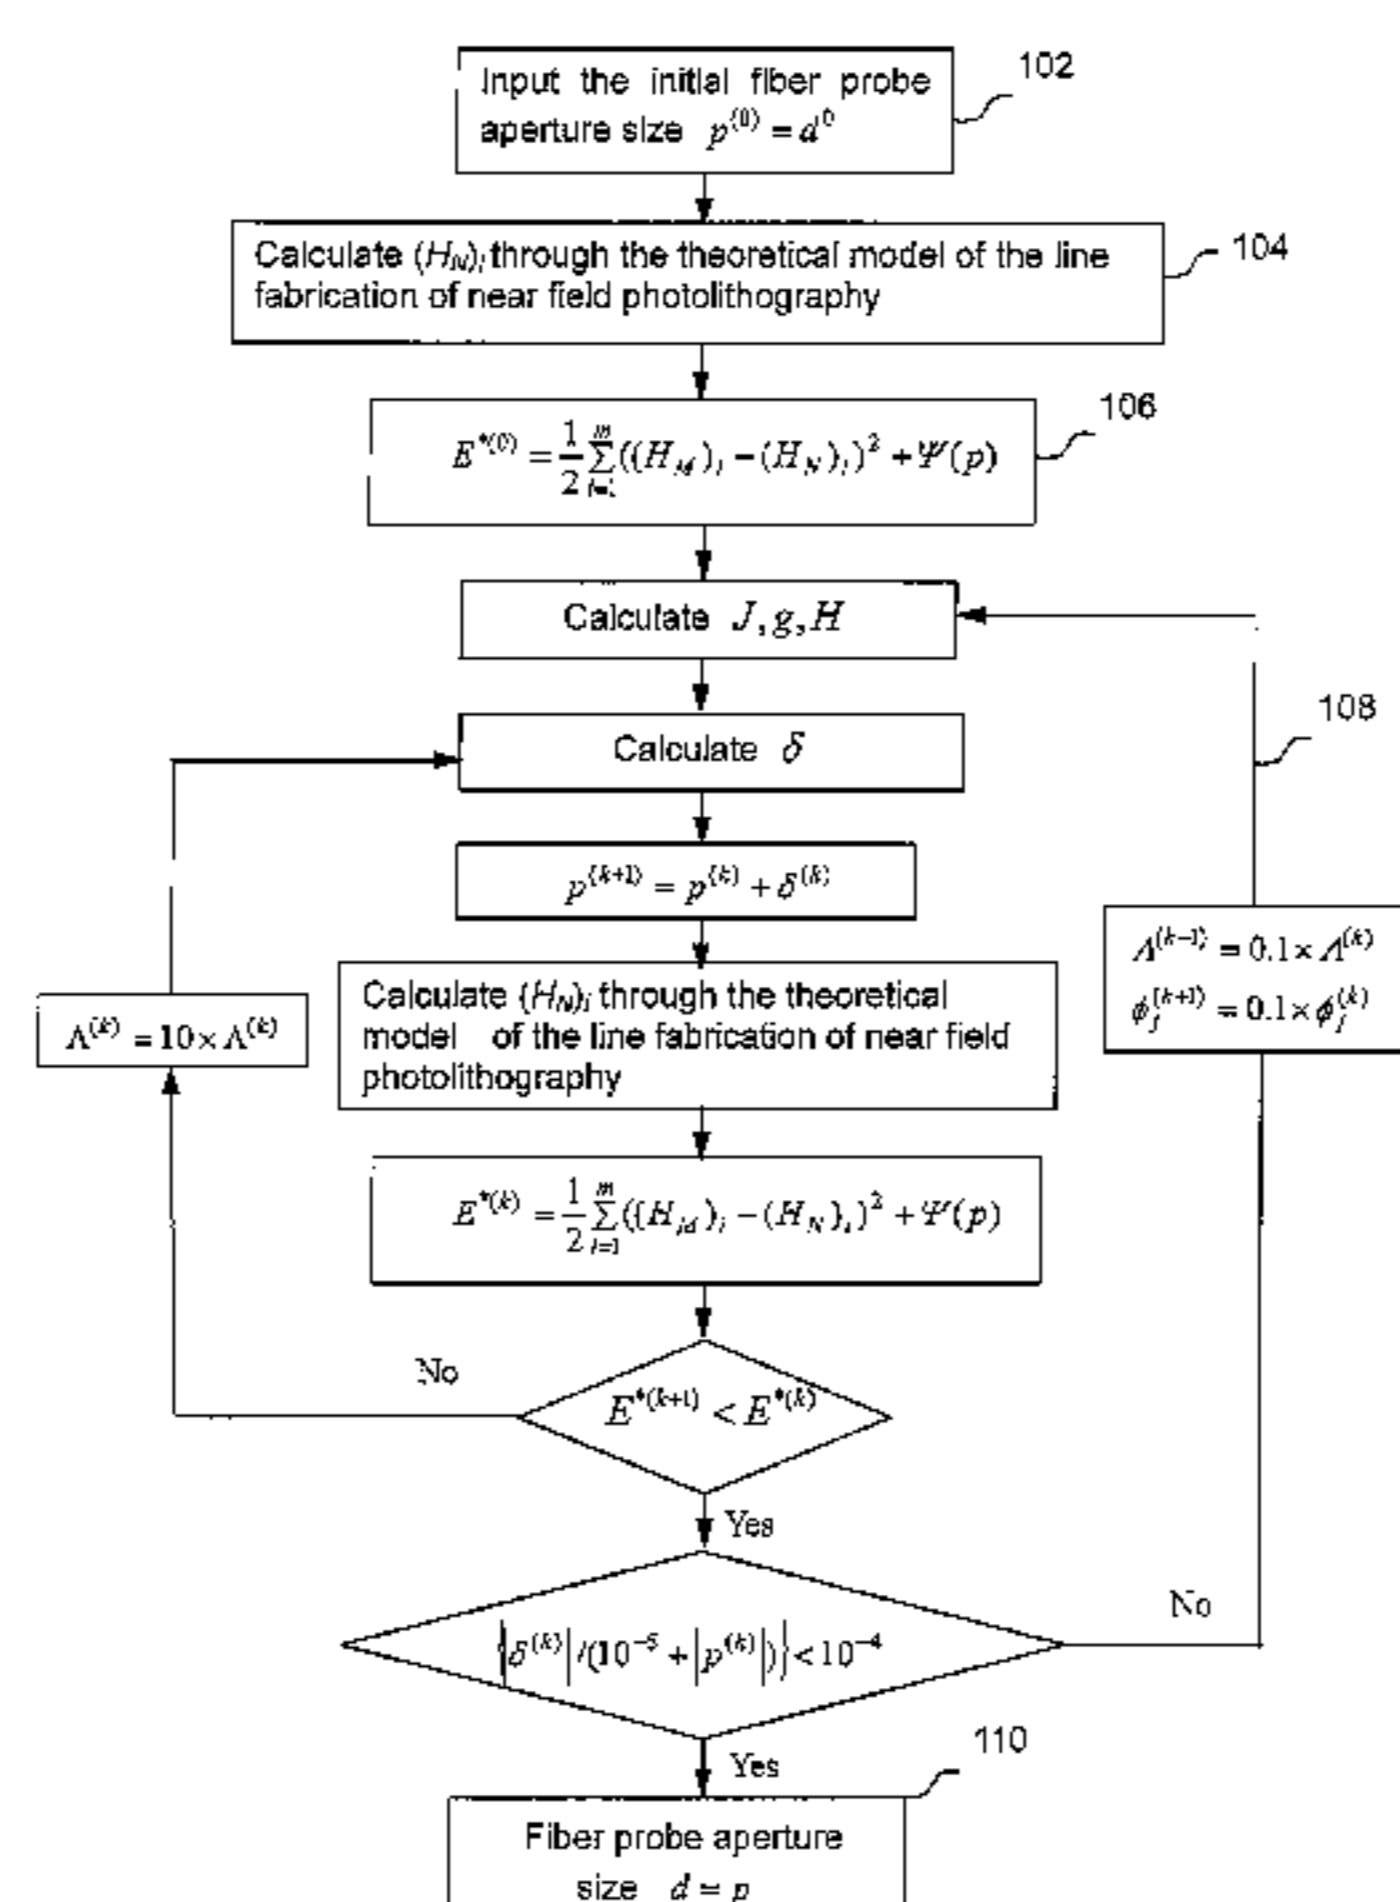 Input the initial fiber probe
aperture size p^(0) = d^0
102
Calculate (H_N)_i through the theoretical model of the line
fabrication of near field photolithography
104
E^*(0) = 1/2 ∑_{i=1}^{m} ((H_M)_i − (H_N)_i)^2 + Ψ(p)
106
Calculate J, g, H
Calculate δ
108
p^(k+1) = p^(k) + δ^(k)
Λ^(k−1) = 0.1 × Λ^(k)
ϕ_j^(k+1) = 0.1 × ϕ_j^(k)
Λ^(k) = 10 × Λ^(k)
Calculate (H_N)_i through the theoretical
model of the line fabrication of near field
photolithography
E^*(k) = 1/2 ∑_{i=1}^{m} ((H_M)_i − (H_N)_i)^2 + Ψ(p)
No
E^*(k+1) < E^*(k)
Yes
{|δ^(k)| /(10^−5 + |p^(k)|)} < 10^−4
No
Yes
110
Fiber probe aperture
size d = p